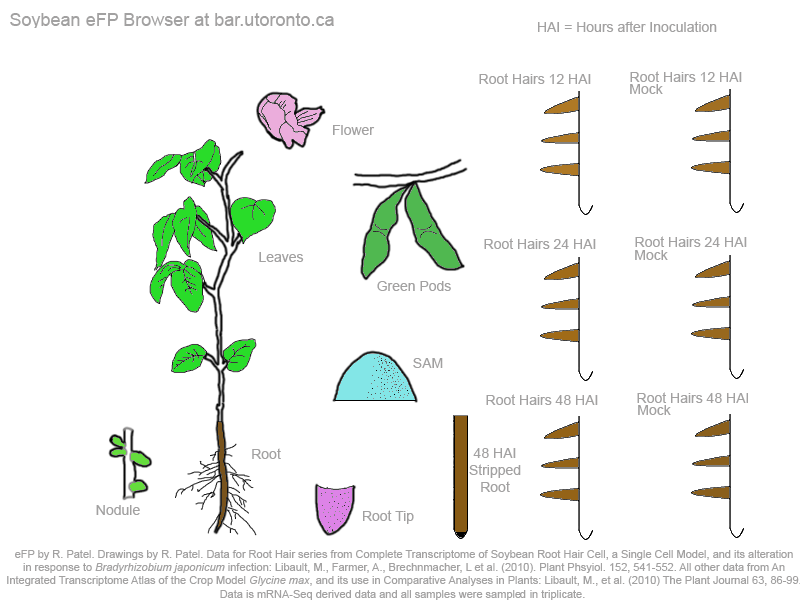 Soybean eFP Browser at bar.utoronto.ca
HAI = Hours after Inoculation
Root Hairs 12 HAI
Root Hairs 12 HAI
Mock
Flower
Leaves
Green Pods
Root Hairs 24 HAI
Root Hairs 24 HAI
Mock
SAM
Root Hairs 48 HAI
Root Hairs 48 HAI
Mock
Root
48 HAI
Stripped
Root
Nodule
Root Tip
eFP by R. Patel. Drawings by R. Patel. Data for Root Hair series from Complete Transcriptome of Soybean Root Hair Cell, a Single Cell Model, and its alteration
in response to Bradyrhizobium japonicum infection: Libault, M., Farmer, A., Brechnmacher, L et al. (2010). Plant Phsyiol. 152, 541-552. All other data from An
Integrated Transcriptome Atlas of the Crop Model Glycine max, and its use in Comparative Analyses in Plants: Libault, M., et al. (2010) The Plant Journal 63, 86-99.
Data is mRNA-Seq derived data and all samples were sampled in triplicate.